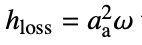 h_loss = a_a^2 ω